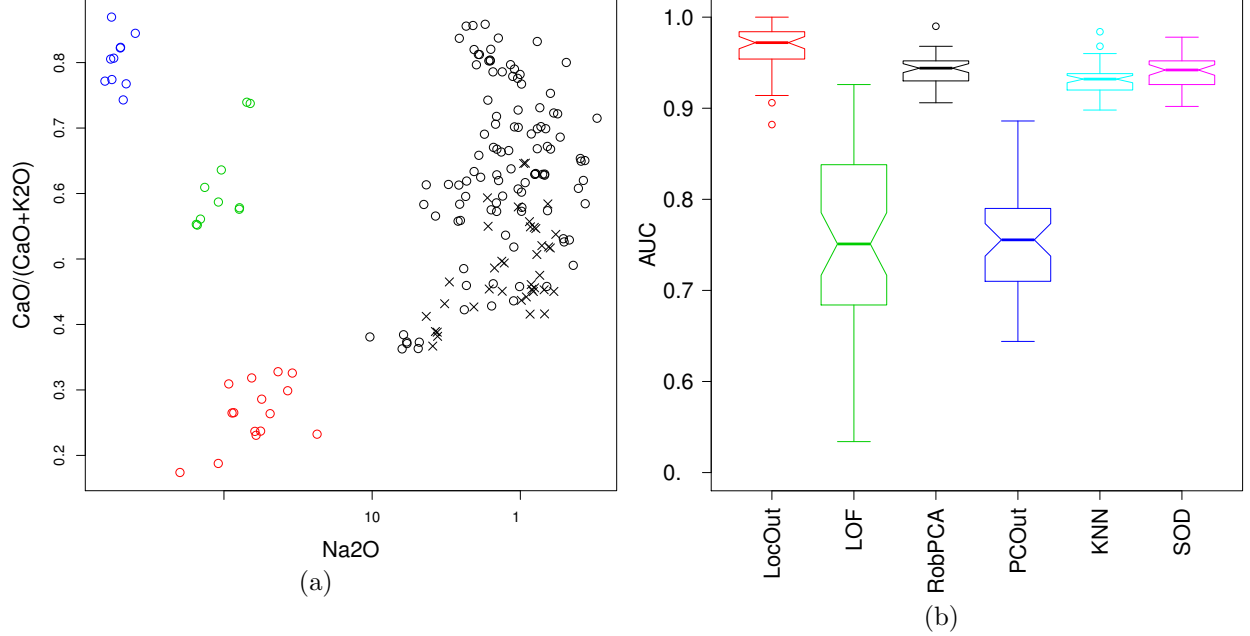 CaO/(CaO+K2O)
0.8
0.7
0.6
0.
0.4
0.3
0.2
10
1
Na2O
(a)
AUC
1.0
0.9
0.8
0.7
0.6
0.
LocOut
LOF
RobPCA
PCOut
KNN
SOD
(b)